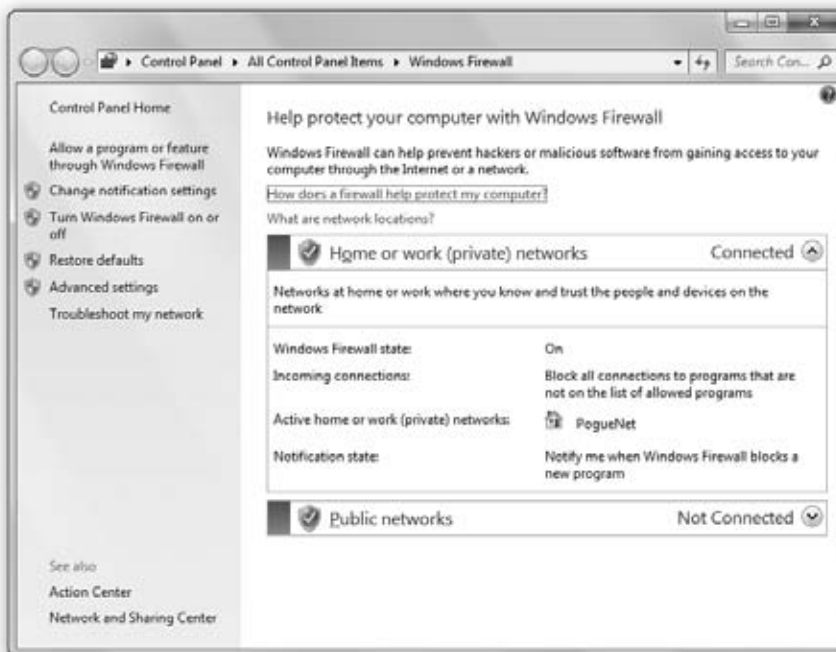 Control Panel ▸ All Control Panel Items ▸ Windows Firewall
Search Con...
Control Panel Home
Allow a program or feature
through Windows Firewall
Change notification settings
Turn Windows Firewall on or
off
Restore defaults
Advanced settings
Troubleshoot my network
See also
Action Center
Network and Sharing Center
Help protect your computer with Windows Firewall
Windows Firewall can help prevent hackers or malicious software from gaining access to your
computer through the Internet or a network.
How does a firewall help protect my computer?
What are network locations?
Home or work (private) networks Connected
Networks at home or work where you know and trust the people and devices on the
network
Windows Firewall state: On
Incoming connections: Block all connections to programs that are
not on the list of allowed programs
Active home or work (private) networks: PogueNet
Notification state: Notify me when Windows Firewall blocks a
new program
Public networks Not Connected